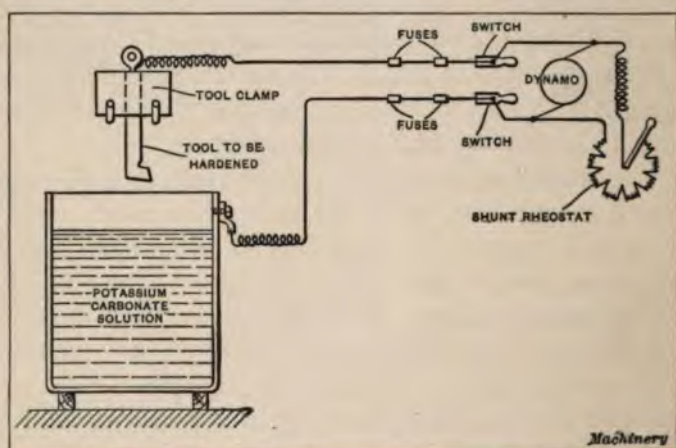 FUSES
SWITCH
TOOL CLAMP
DYNAMO
FUSES
SWITCH
TOOL TO BE
HARDENED
SHUNT RHEOSTAT
POTASSIUM
CARBONATE
SOLUTION
Machinery